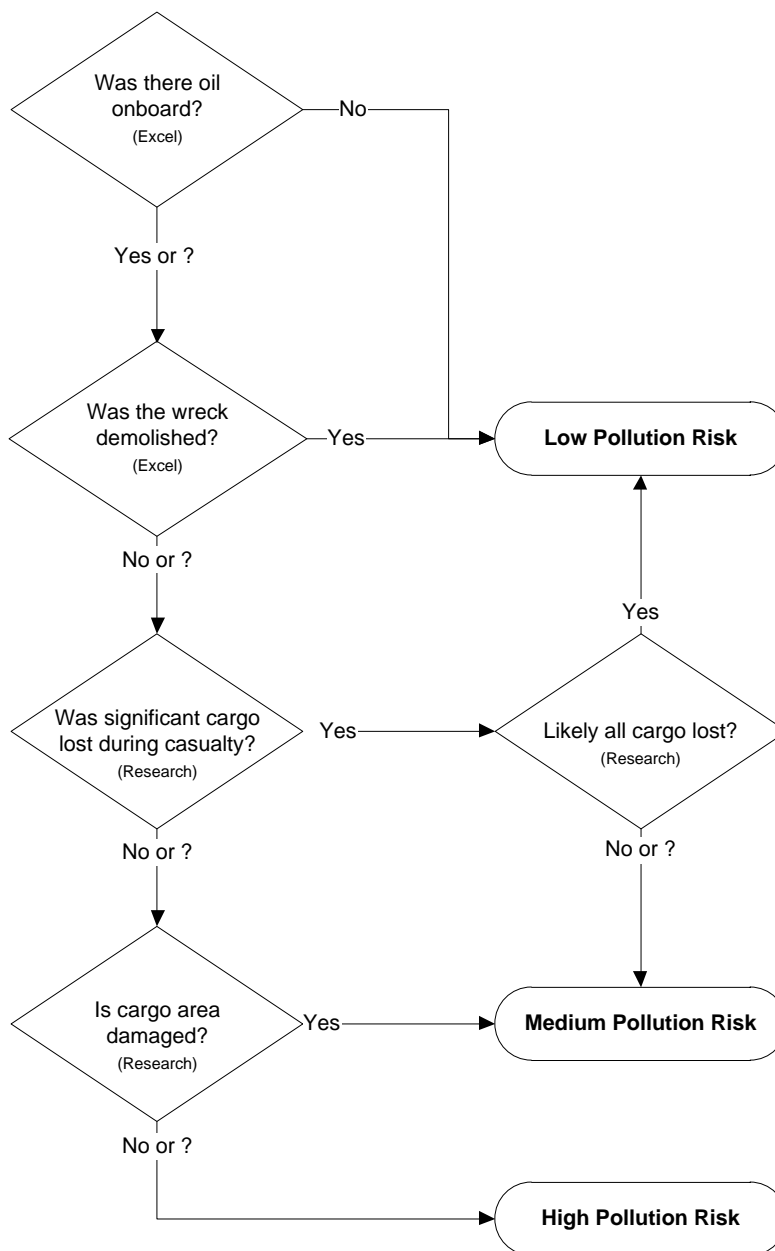 Was there oil
onboard?
(Excel)
No
Yes or ?
Was the wreck
demolished?
(Excel)
Yes
Low Pollution Risk
No or ?
Yes
Was significant cargo
lost during casualty?
(Research)
Yes
Likely all cargo lost?
(Research)
No or ?
No or ?
Is cargo area
damaged?
(Research)
Yes
Medium Pollution Risk
No or ?
High Pollution Risk